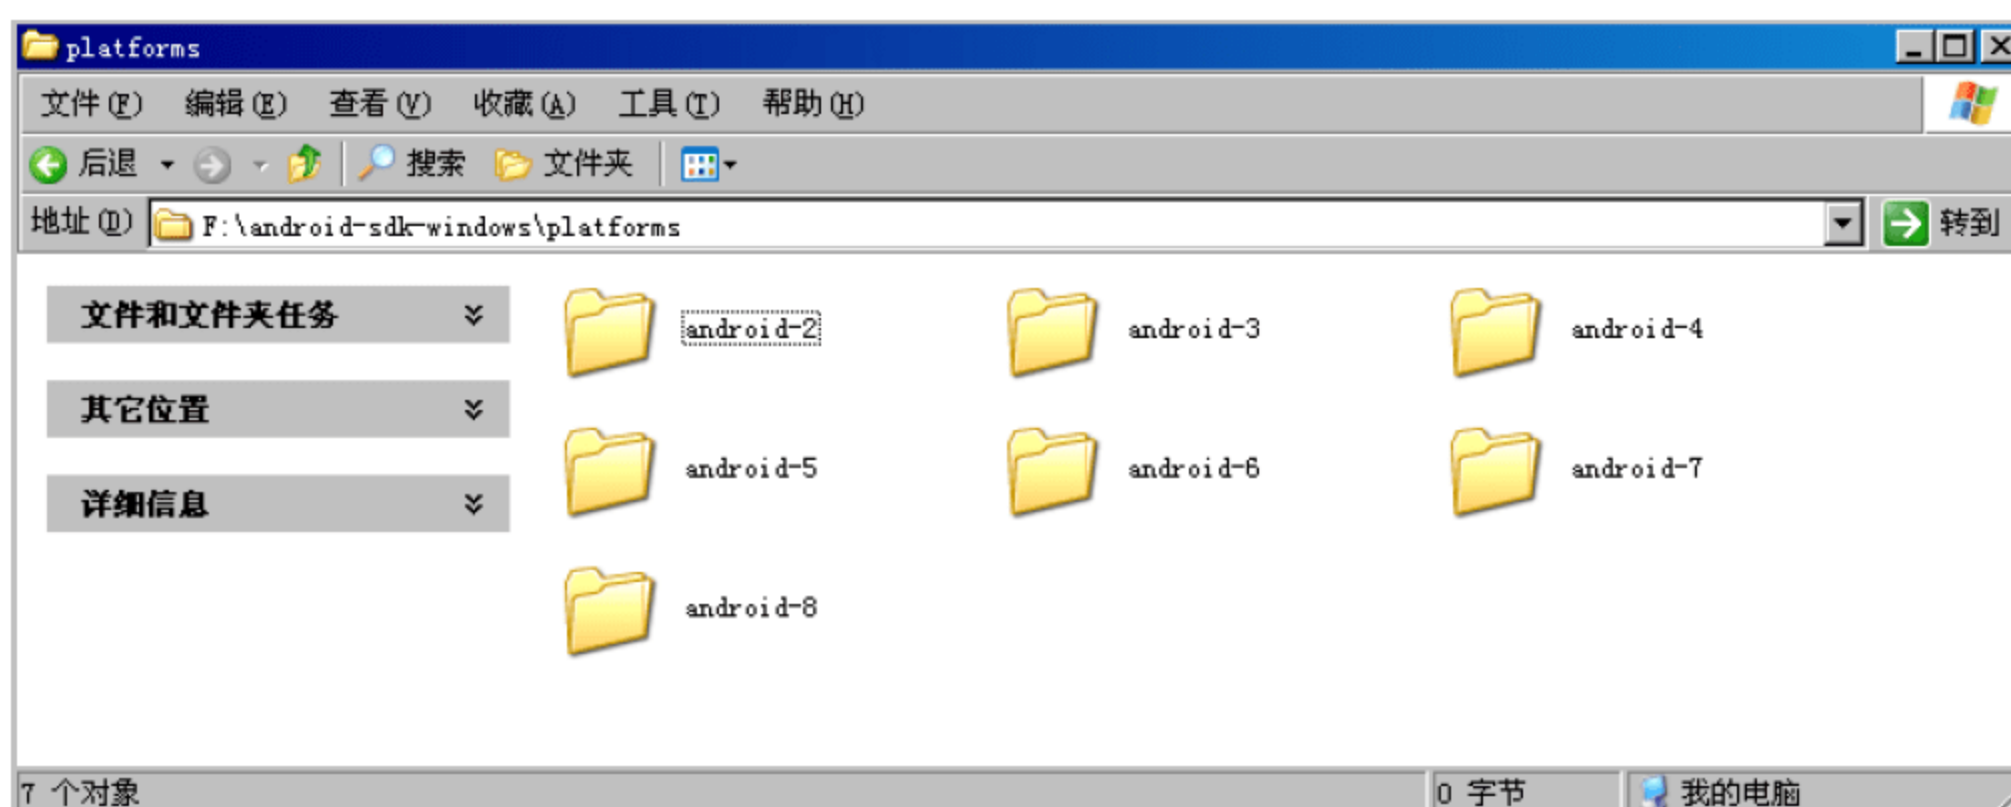 platforms
文件(F) 编辑(E) 查看(V) 收藏(A) 工具(T) 帮助(H)
后退 搜索 文件夹
地址(D) F:\android-sdk-windows\platforms 转到
文件和文件夹任务
其它位置
详细信息
android-2 android-3 android-4
android-5 android-6 android-7
android-8
7 个对象 0 字节 我的电脑